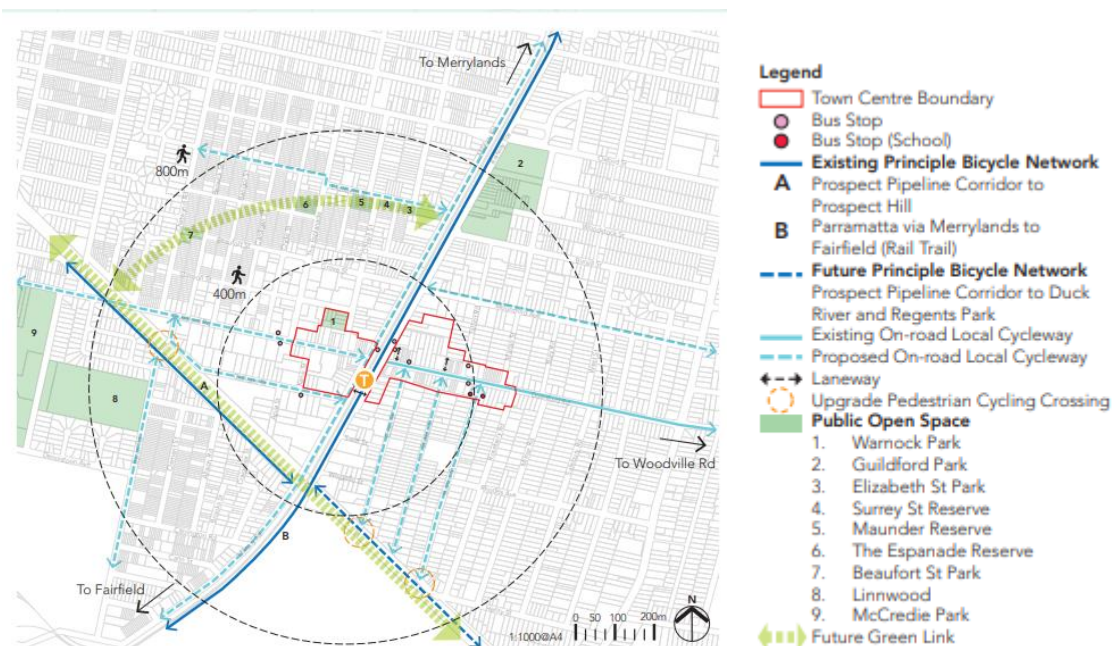 To Merrylands
800m
2
6
5
4
3
7
400m
9
1
T
A
8
To Woodville Rd
B
To Fairfield
N
0 50 100 200m
1:1000@A4
Legend
Town Centre Boundary
Bus Stop
Bus Stop (School)
Existing Principle Bicycle Network
A Prospect Pipeline Corridor to
Prospect Hill
B Parramatta via Merrylands to
Fairfield (Rail Trail)
Future Principle Bicycle Network
Prospect Pipeline Corridor to Duck
River and Regents Park
Existing On-road Local Cycleway
Proposed On-road Local Cycleway
Laneway
Upgrade Pedestrian Cycling Crossing
Public Open Space
1. Warnock Park
2. Guildford Park
3. Elizabeth St Park
4. Surrey St Reserve
5. Maunder Reserve
6. The Espanade Reserve
7. Beaufort St Park
8. Linnwood
9. McCredie Park
Future Green Link